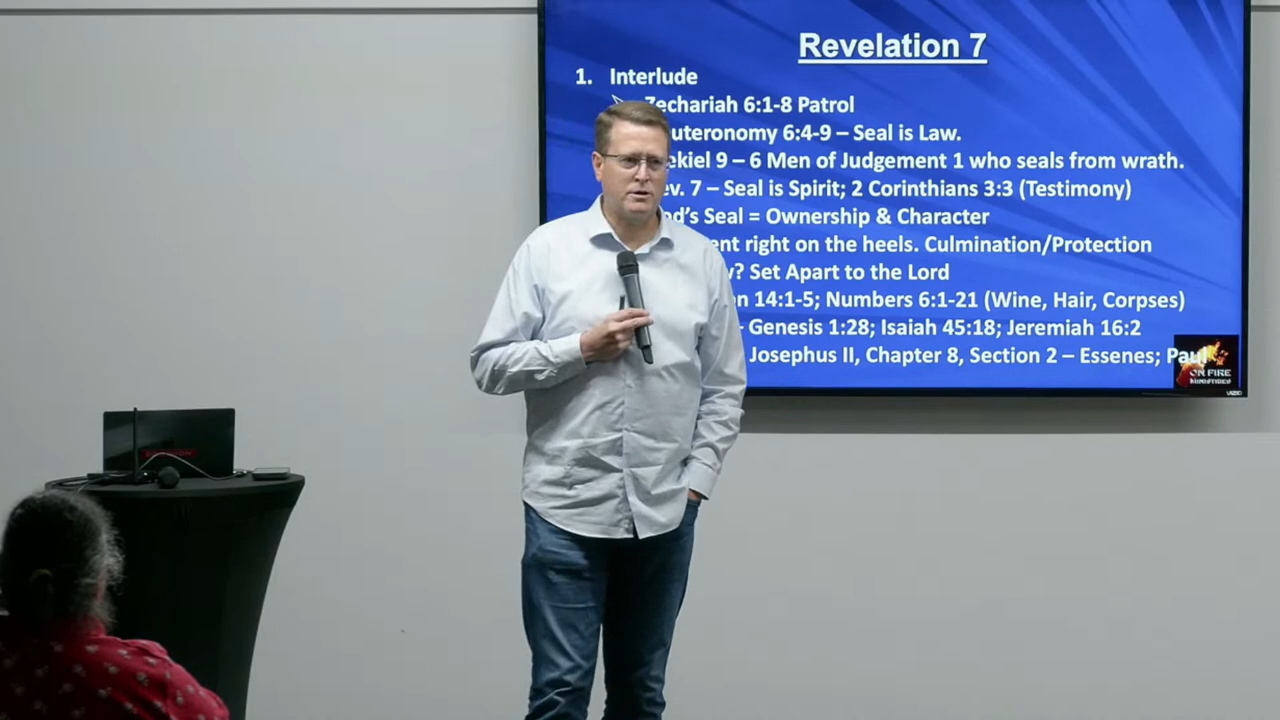 Revelation 7
1. Interlude
Zechariah 6:1-8 Patrol
uteronomy 6:4-9 – Seal is Law.
ekiel 9 – 6 Men of Judgement 1 who seals from wrath.
ev. 7 – Seal is Spirit; 2 Corinthians 3:3 (Testimony)
od's Seal = Ownership & Character
ent right on the heels. Culmination/Protection
? Set Apart to the Lord
n 14:1-5; Numbers 6:1-21 (Wine, Hair, Corpses)
- Genesis 1:28; Isaiah 45:18; Jeremiah 16:2
Josephus II, Chapter 8, Section 2 – Essenes; Paul
ON FIRE
MINISTRIES
VIZIO